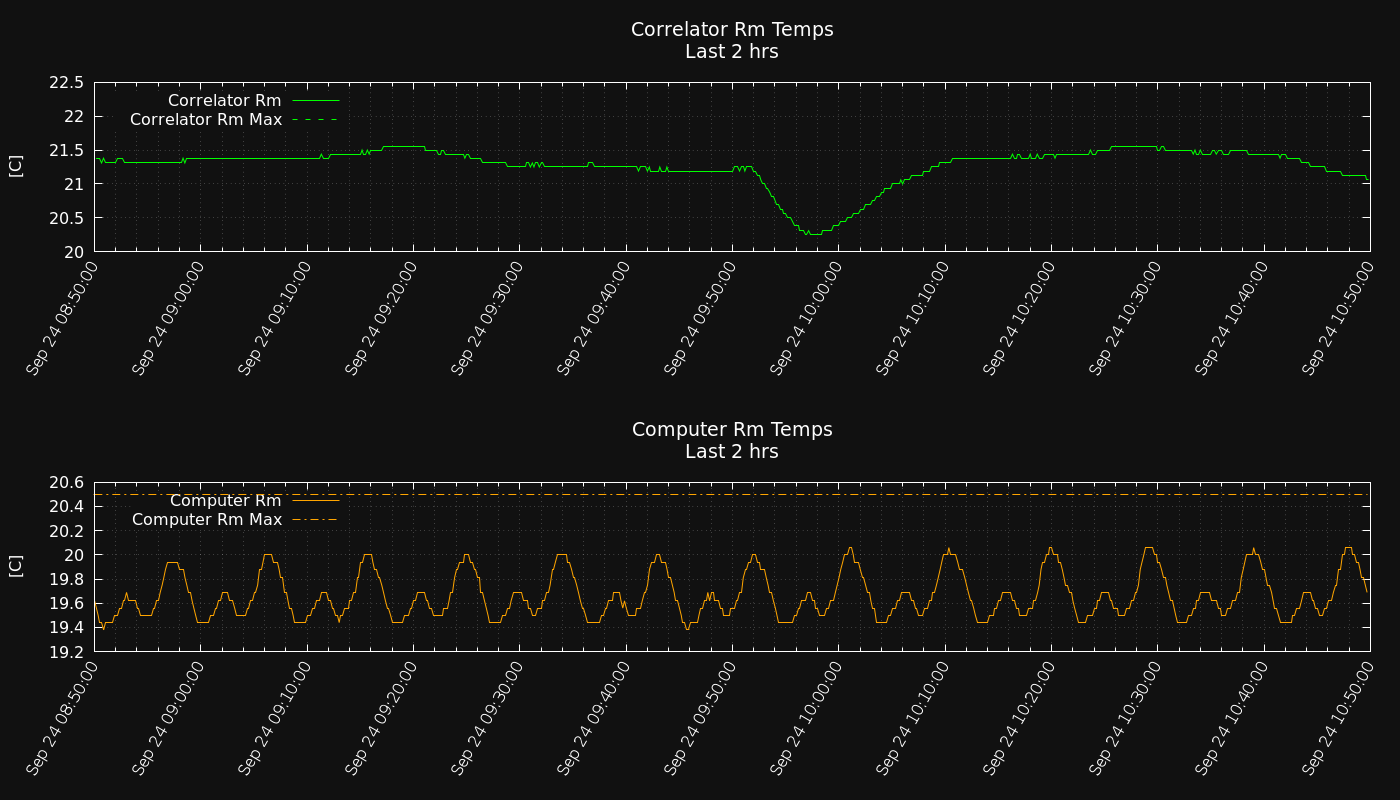 Correlator Rm Temps
Last 2 hrs
[C]
22.5
22
21.5
21
20.5
20
Correlator Rm
Correlator Rm Max
Sep 24 08:50:00
Sep 24 09:00:00
Sep 24 09:10:00
Sep 24 09:20:00
Sep 24 09:30:00
Sep 24 09:40:00
Sep 24 09:50:00
Sep 24 10:00:00
Sep 24 10:10:00
Sep 24 10:20:00
Sep 24 10:30:00
Sep 24 10:40:00
Sep 24 10:50:00
Computer Rm Temps
Last 2 hrs
[C]
20.6
20.4
20.2
20
19.8
19.6
19.4
19.2
Computer Rm
Computer Rm Max
Sep 24 08:50:00
Sep 24 09:00:00
Sep 24 09:10:00
Sep 24 09:20:00
Sep 24 09:30:00
Sep 24 09:40:00
Sep 24 09:50:00
Sep 24 10:00:00
Sep 24 10:10:00
Sep 24 10:20:00
Sep 24 10:30:00
Sep 24 10:40:00
Sep 24 10:50:00